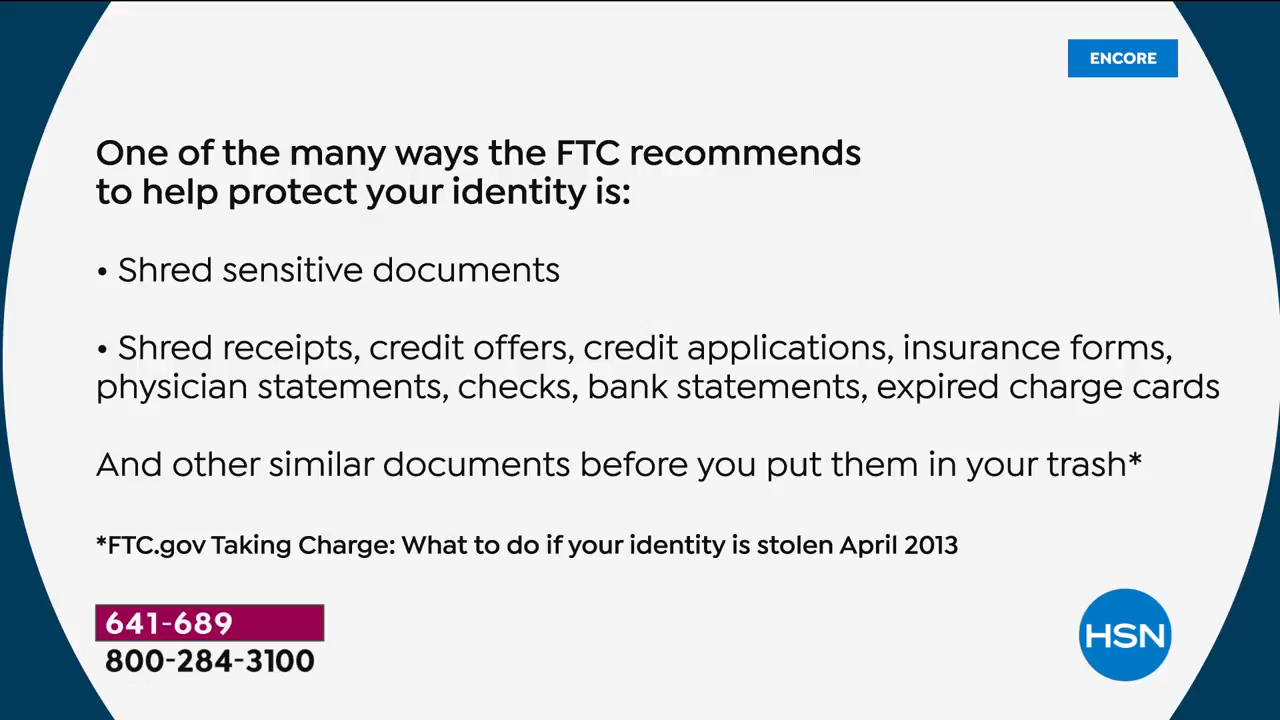 ENCORE
One of the many ways the FTC recommends
to help protect your identity is:
• Shred sensitive documents
• Shred receipts, credit offers, credit applications, insurance forms,
physician statements, checks, bank statements, expired charge cards
And other similar documents before you put them in your trash*
*FTC.gov Taking Charge: What to do if your identity is stolen April 2013
641-689
800-284-3100
HSN